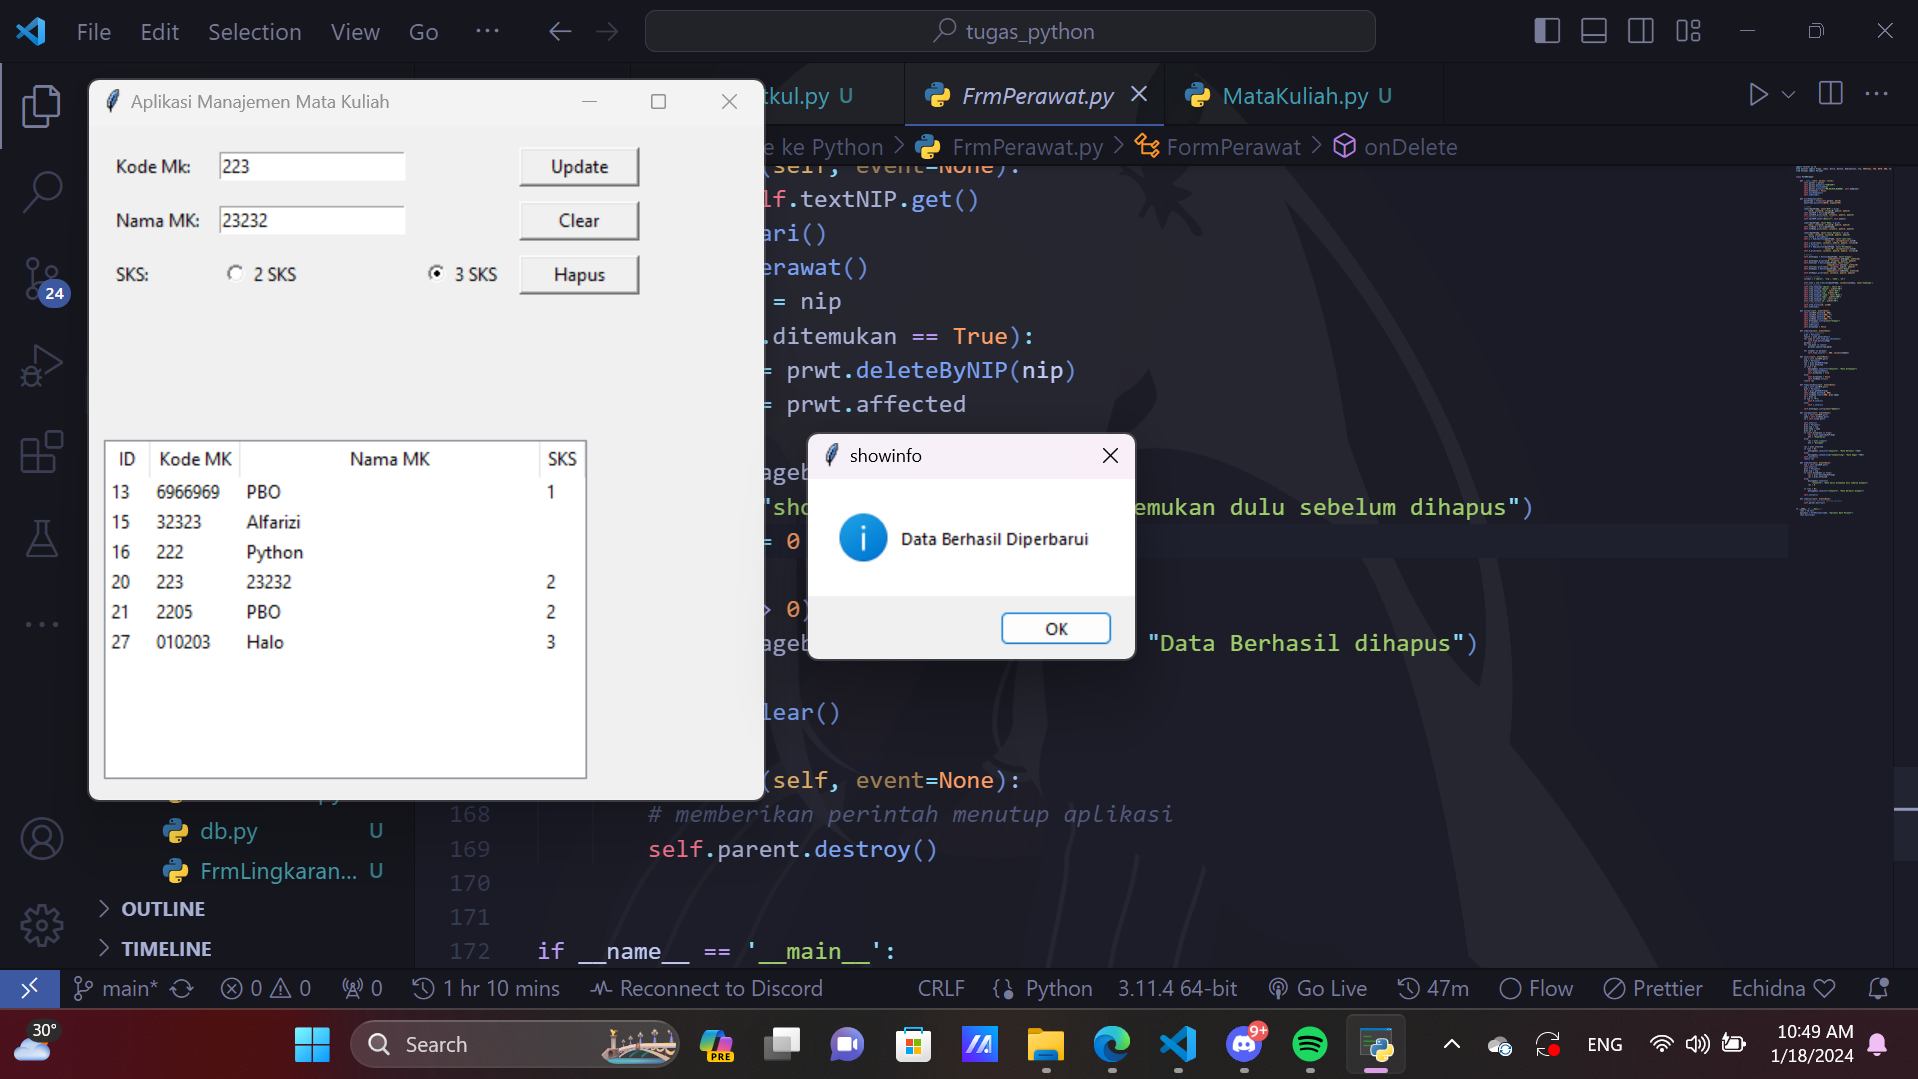 File Edit Selection View Go ··· tugas_python
Aplikasi Manajemen Mata Kuliah
Kode Mk: 223 Update
Nama MK: 23232 Clear
SKS: 2 SKS 3 SKS Hapus
ID Kode MK Nama MK SKS
13 6966969 PBO 1
15 32323 Alfarizi
16 222 Python
20 223 23232 2
21 2205 PBO 2
27 010203 Halo 3
tkul.py U FrmPerawat.py MataKuliah.py U
e ke Python > FrmPerawat.py > FormPerawat > onDelete
(self, event=None):
lf.textNIP.get()
ari()
erawat()
= nip
.ditemukan == True):
= prwt.deleteByNIP(nip)
= prwt.affected
ageb
"sho
emukan dulu sebelum dihapus")
= 0
> 0)
ageb
"Data Berhasil dihapus")
lear()
(self, event=None):
168 # memberikan perintah menutup aplikasi
169 self.parent.destroy()
170
171
172 if __name__ == '__main__':
showinfo
Data Berhasil Diperbarui
OK
24
db.py U
FrmLingkaran... U
OUTLINE
TIMELINE
main* 0 0 0 1 hr 10 mins Reconnect to Discord CRLF Python 3.11.4 64-bit Go Live 47m Flow Prettier Echidna
30° Search PRE 9+ ENG 10:49 AM
1/18/2024